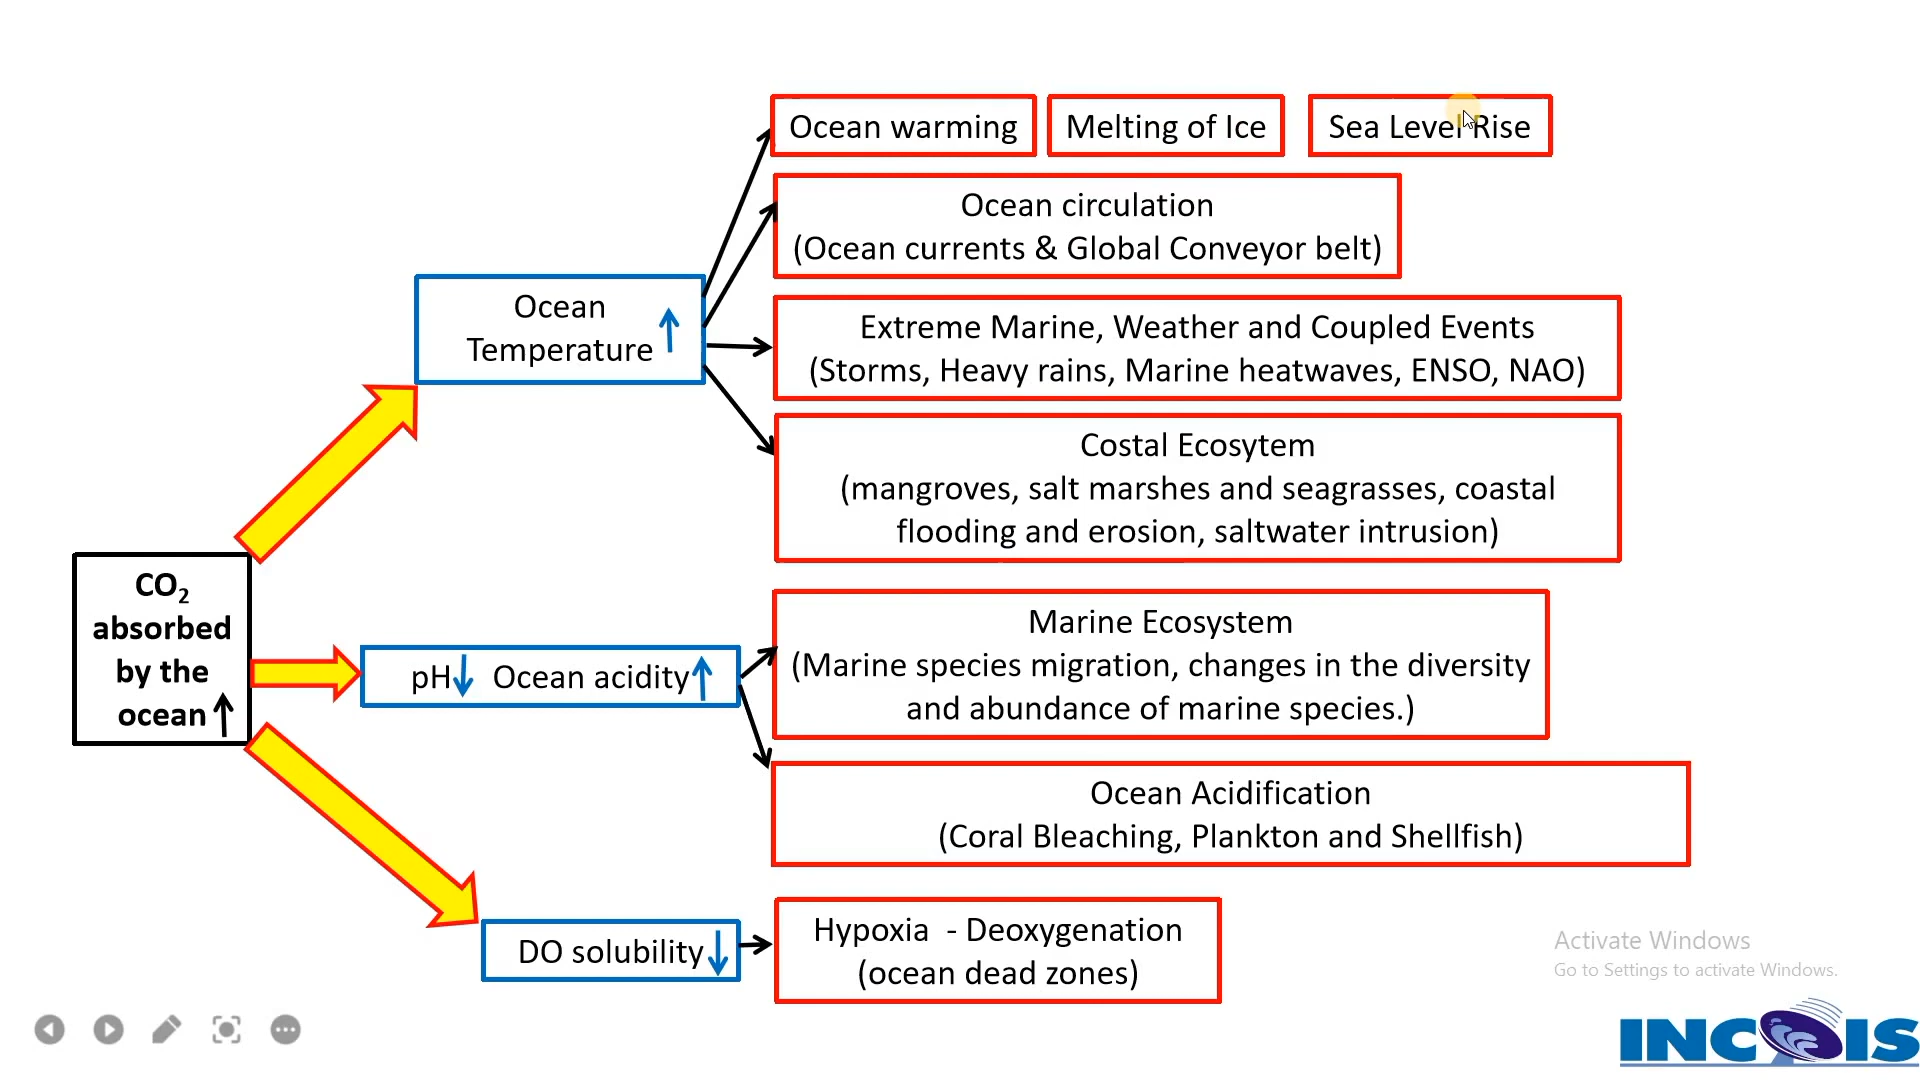 Ocean warming
Melting of Ice
Sea Level Rise
Ocean circulation
(Ocean currents & Global Conveyor belt)
Ocean
Temperature
Extreme Marine, Weather and Coupled Events
(Storms, Heavy rains, Marine heatwaves, ENSO, NAO)
Costal Ecosytem
(mangroves, salt marshes and seagrasses, coastal
flooding and erosion, saltwater intrusion)
CO₂
absorbed
by the
ocean
pH Ocean acidity
Marine Ecosystem
(Marine species migration, changes in the diversity
and abundance of marine species.)
Ocean Acidification
(Coral Bleaching, Plankton and Shellfish)
DO solubility
Hypoxia - Deoxygenation
(ocean dead zones)
Activate Windows
Go to Settings to activate Windows.
INCOIS